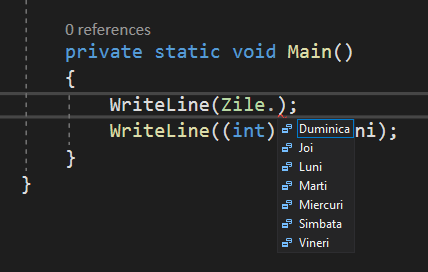 0 references
private static void Main()
{
WriteLine(Zile.);
WriteLine((int) ni);
}
}
Duminica
Joi
Luni
Marti
Miercuri
Simbata
Vineri